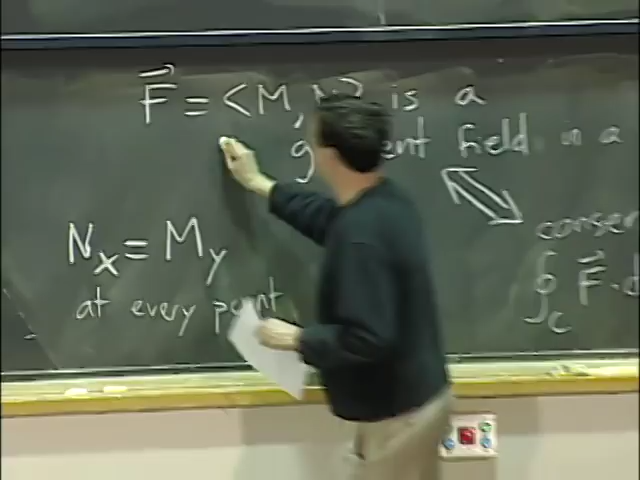 F⃗ = <M, N> is a
field in a
conser
N_x = M_y
∮_C F⃗ · d
at every point